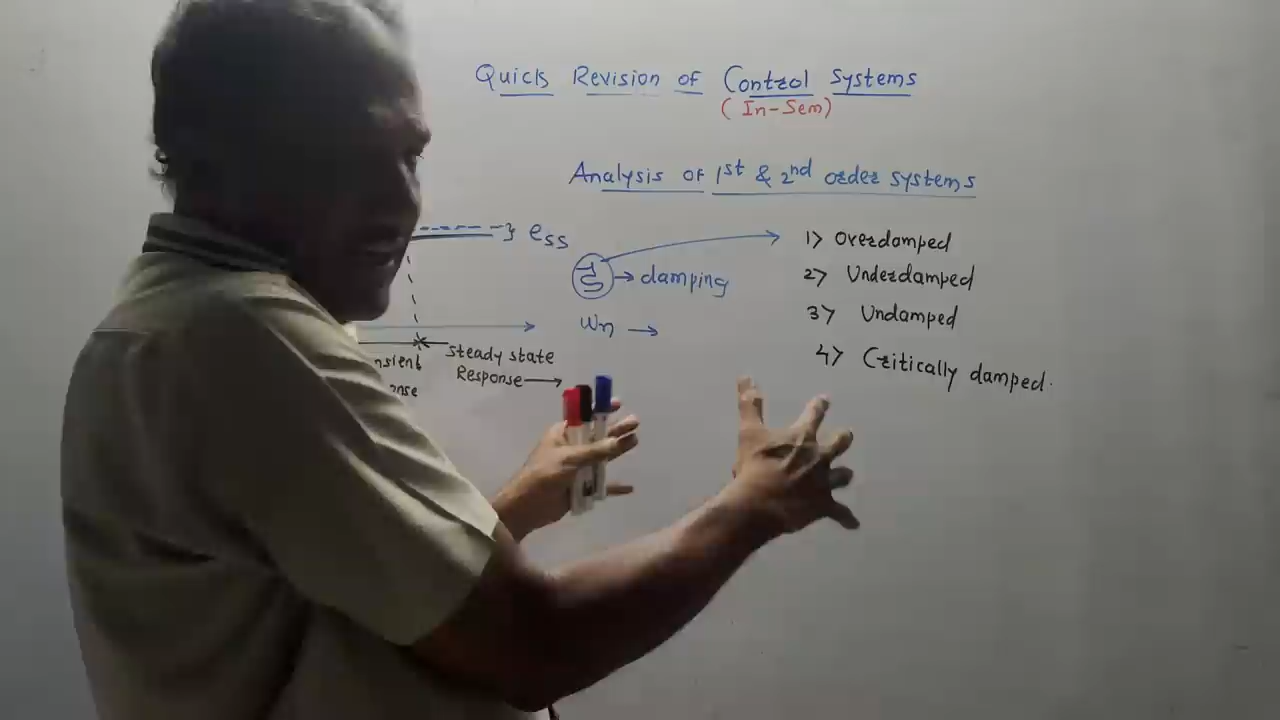 Quick Revision of Control Systems
(In-Sem)
Analysis of 1st & 2nd order systems
} ess
ξ → damping
ωn →
1> Overdamped
2> Underdamped
3> Undamped
4> Critically damped.
Steady state
Response →